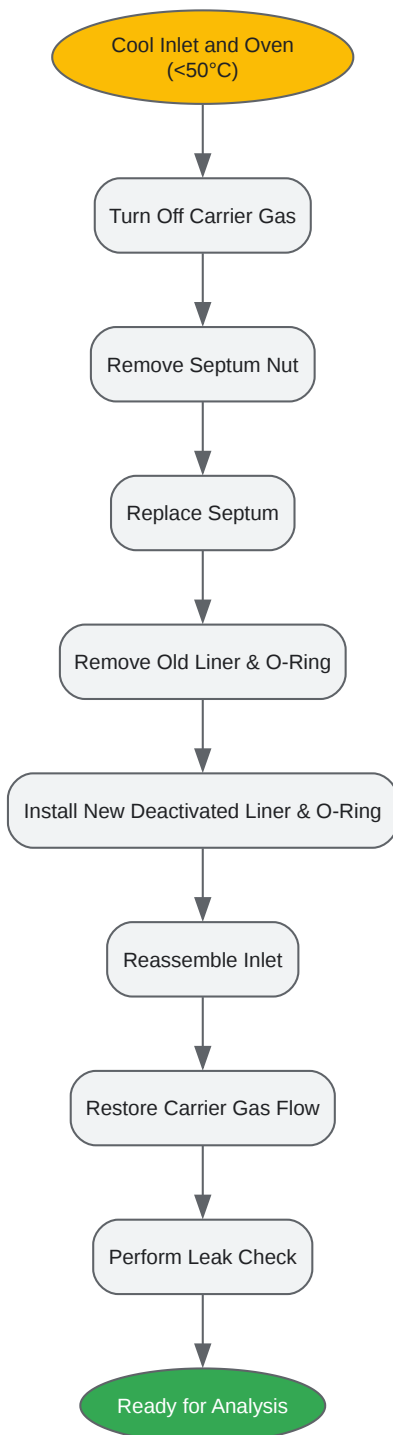 Cool Inlet and Oven
(<50°C)
Turn Off Carrier Gas
Remove Septum Nut
Replace Septum
Remove Old Liner & O-Ring
Install New Deactivated Liner & O-Ring
Reassemble Inlet
Restore Carrier Gas Flow
Perform Leak Check
Ready for Analysis